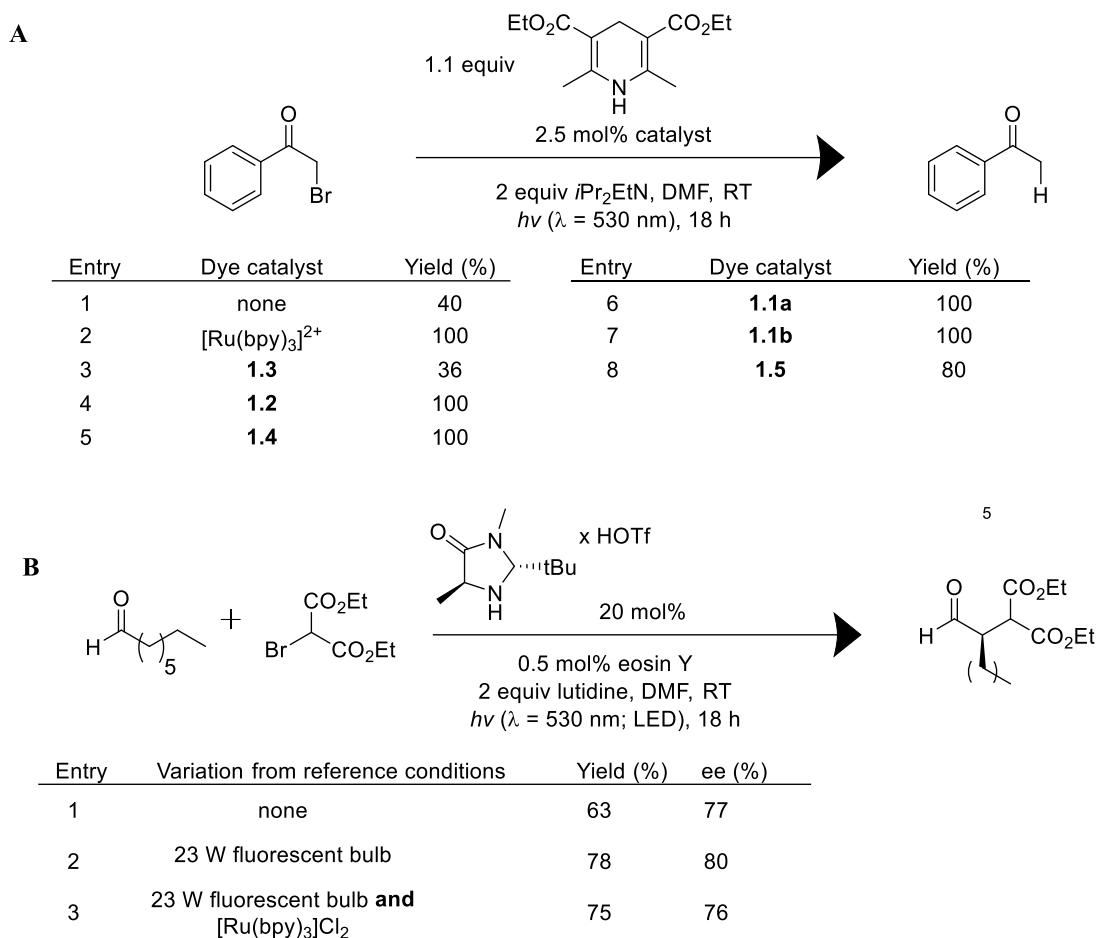 A
EtO₂C CO₂Et
1.1 equiv
N
H
2.5 mol% catalyst
2 equiv iPr₂EtN, DMF, RT
hv (λ = 530 nm), 18 h
O
Br
O
H
Entry Dye catalyst Yield (%)
1 none 40
2 [Ru(bpy)₃]²⁺ 100
3 1.3 36
4 1.2 100
5 1.4 100
Entry Dye catalyst Yield (%)
6 1.1a 100
7 1.1b 100
8 1.5 80
B
O
H
5
+
CO₂Et
Br CO₂Et
O N x HOTf
tBu
N
H
20 mol%
0.5 mol% eosin Y
2 equiv lutidine, DMF, RT
hv (λ = 530 nm; LED), 18 h
5
O CO₂Et
H CO₂Et
( )
Entry Variation from reference conditions Yield (%) ee (%)
1 none 63 77
2 23 W fluorescent bulb 78 80
3 23 W fluorescent bulb and 75 76
[Ru(bpy)₃]Cl₂